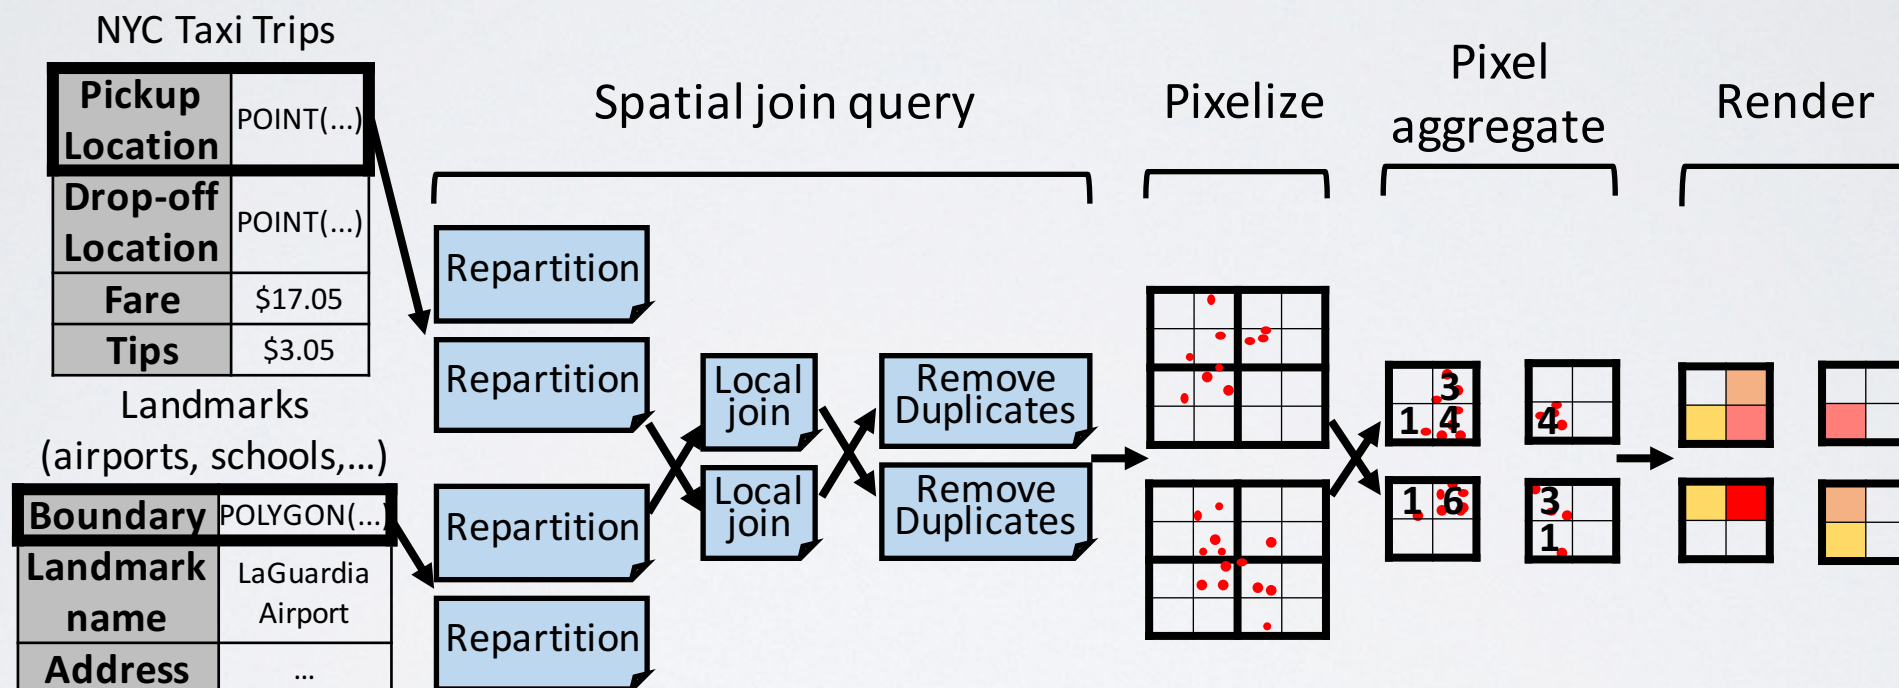 NYC Taxi Trips
Pickup
Location
POINT(...)
Drop-off
Location
POINT(...)
Fare
$17.05
Tips
$3.05
Landmarks
(airports, schools,...)
Boundary
POLYGON(...)
Landmark
name
LaGuardia
Airport
Address
...
Spatial join query
Repartition
Repartition
Repartition
Repartition
Local
join
Local
join
Remove
Duplicates
Remove
Duplicates
Pixelize
Pixel
aggregate
3
1 4
4
1 6
3
1
Render